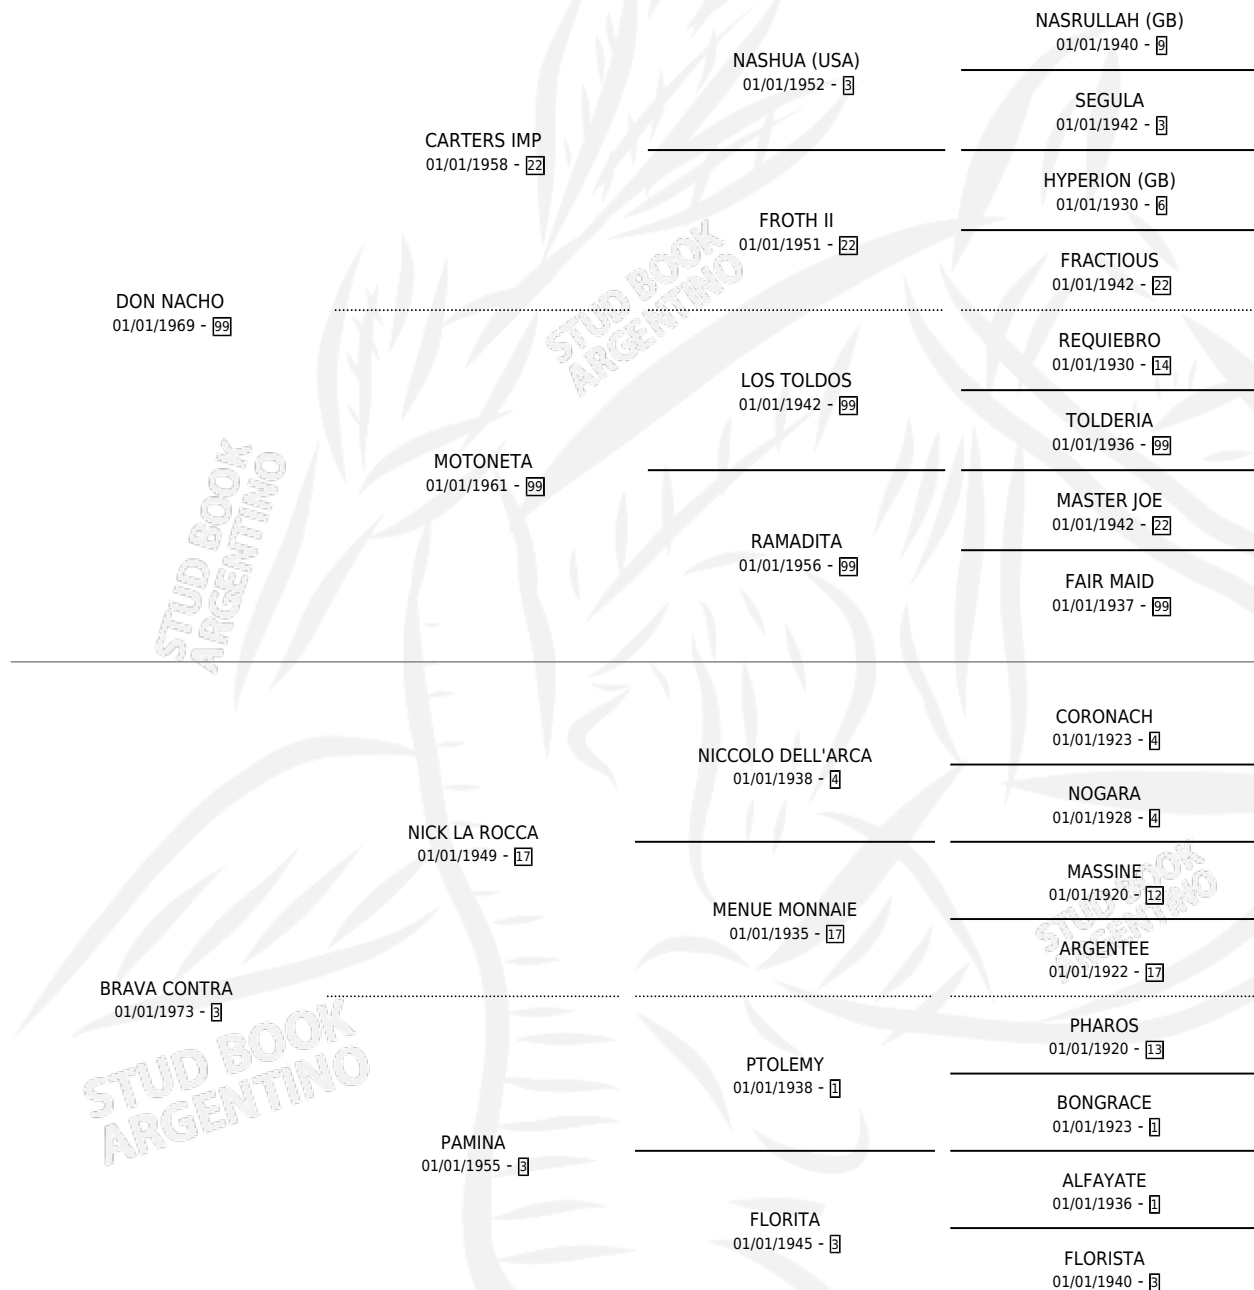 NASRULLAH (GB)
01/01/1940 - 9
NASHUA (USA)
01/01/1952 - 3
SEGULA
01/01/1942 - 3
CARTERS IMP
01/01/1958 - 22
HYPERION (GB)
01/01/1930 - 6
FROTH II
01/01/1951 - 22
FRACTIOUS
01/01/1942 - 22
DON NACHO
01/01/1969 - 99
REQUIEBRO
01/01/1930 - 14
LOS TOLDOS
01/01/1942 - 99
TOLDERIA
01/01/1936 - 99
MOTONETA
01/01/1961 - 99
MASTER JOE
01/01/1942 - 22
RAMADITA
01/01/1956 - 99
FAIR MAID
01/01/1937 - 99
CORONACH
01/01/1923 - 4
NICCOLO DELL'ARCA
01/01/1938 - 4
NOGARA
01/01/1928 - 4
NICK LA ROCCA
01/01/1949 - 17
MASSINE
01/01/1920 - 12
MENUE MONNAIE
01/01/1935 - 17
ARGENTEE
01/01/1922 - 17
BRAVA CONTRA
01/01/1973 - 3
PHAROS
01/01/1920 - 13
PTOLEMY
01/01/1938 - 1
BONGRACE
01/01/1923 - 1
PAMINA
01/01/1955 - 3
ALFAYATE
01/01/1936 - 1
FLORITA
01/01/1945 - 3
FLORISTA
01/01/1940 - 3
STUD BOOK
ARGENTINO
STUD BOOK
ARGENTINO
STUD BOOK
ARGENTINO
STUD BOOK
ARGENTINO